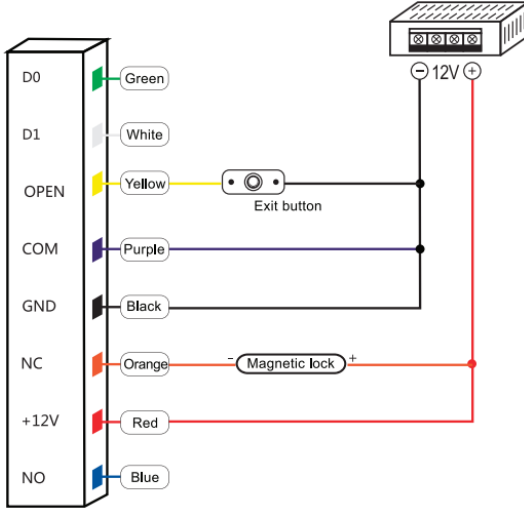 − 12V +
D0 Green
D1 White
OPEN Yellow
Exit button
COM Purple
GND Black
NC Orange - Magnetic lock +
+12V Red
NO Blue